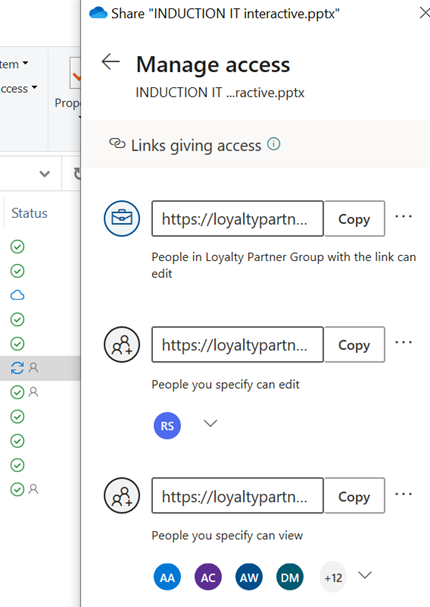 Share "INDUCTION IT interactive.pptx"
tem
ccess
Prop
Status
Manage access
INDUCTION IT ...ractive.pptx
Links giving access
https://loyaltypartn... Copy ...
People in Loyalty Partner Group with the link can
edit
https://loyaltypartn... Copy ...
People you specify can edit
RS
https://loyaltypartn... Copy ...
People you specify can view
AA AC AW DM +12